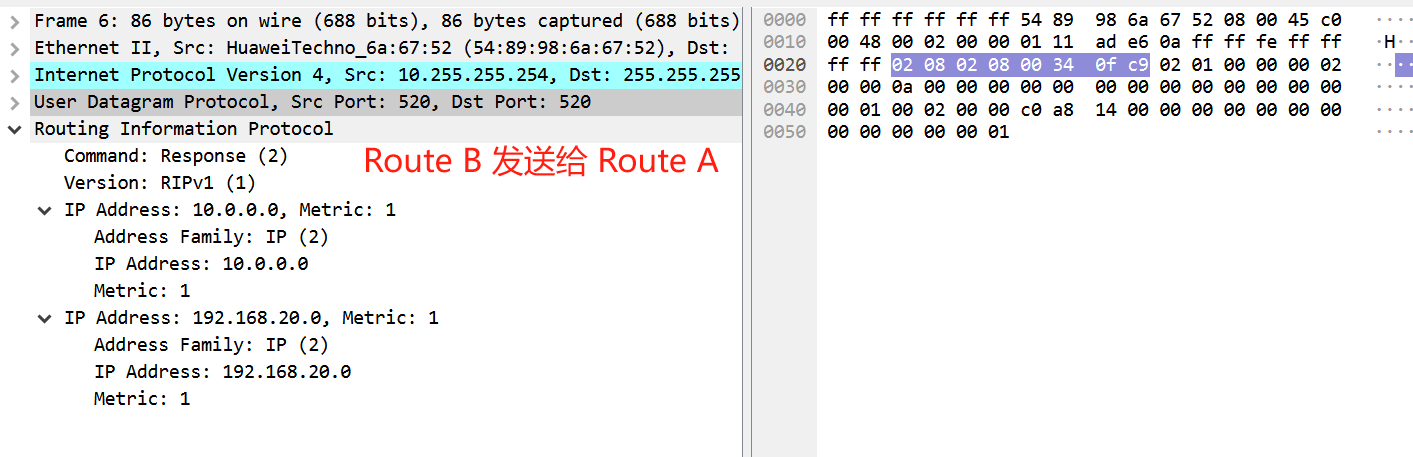 Frame 6: 86 bytes on wire (688 bits), 86 bytes captured (688 bits)
Ethernet II, Src: HuaweiTechno_6a:67:52 (54:89:98:6a:67:52), Dst:
Internet Protocol Version 4, Src: 10.255.255.254, Dst: 255.255.255
User Datagram Protocol, Src Port: 520, Dst Port: 520
Routing Information Protocol
Command: Response (2)
Version: RIPv1 (1)
IP Address: 10.0.0.0, Metric: 1
Address Family: IP (2)
IP Address: 10.0.0.0
Metric: 1
IP Address: 192.168.20.0, Metric: 1
Address Family: IP (2)
IP Address: 192.168.20.0
Metric: 1
Route B 发送给 Route A
0000 ff ff ff ff ff ff 54 89 98 6a 67 52 08 00 45 c0 ····
0010 00 48 00 02 00 00 01 11 ad e6 0a ff ff fe ff ff ·H··
0020 ff ff 02 08 02 08 00 34 0f c9 02 01 00 00 00 02 ····
0030 00 00 0a 00 00 00 00 00 00 00 00 00 00 00 00 00 ····
0040 00 01 00 02 00 00 c0 a8 14 00 00 00 00 00 00 00 ····
0050 00 00 00 00 00 01 ····